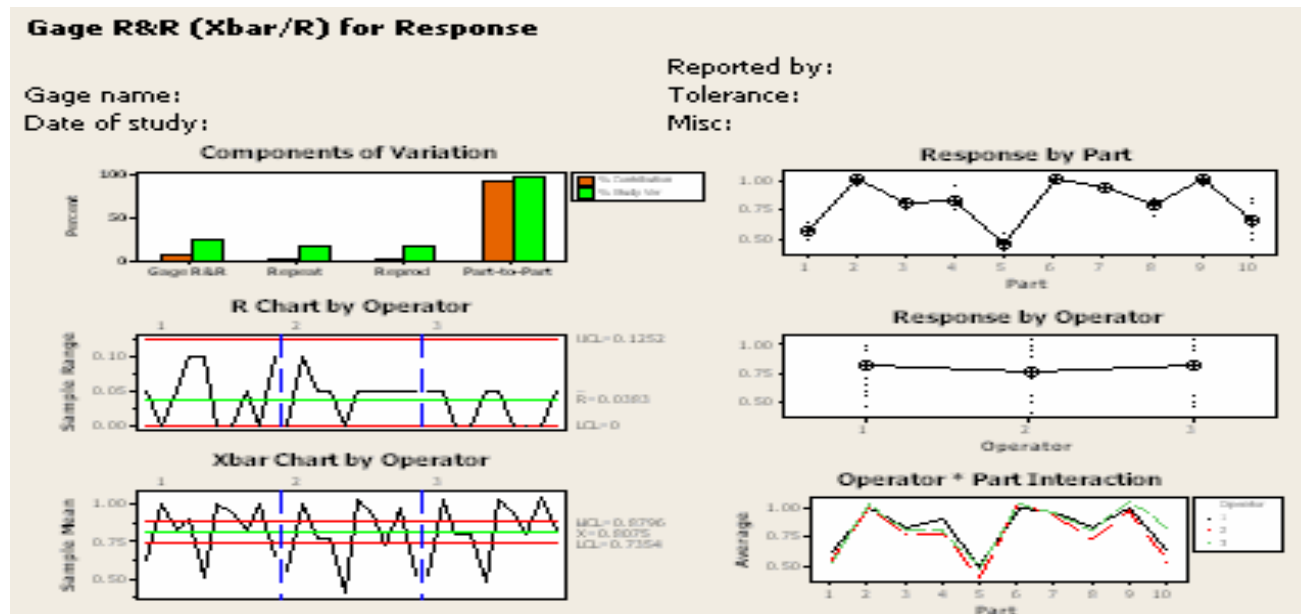 Gage R&R (Xbar/R) for Response
Reported by:
Gage name:
Tolerance:
Date of study:
Misc:
Components of Variation
100
50
0
Percent
Gage R&R Repeat Reprod Part-to-Part
% Contribution
% Study Var
R Chart by Operator
1 2 3
0.10
0.05
0.00
Sample Range
UCL=0.1252
R=0.0383
LCL=0
Xbar Chart by Operator
1 2 3
1.00
0.75
0.50
Sample Mean
UCL=0.8796
X=0.8075
LCL=0.7354
Response by Part
1.00
0.75
0.50
1 2 3 4 5 6 7 8 9 10
Part
Response by Operator
1.00
0.75
0.50
1 2 3
Operator
Operator * Part Interaction
1.00
0.75
0.50
Average
1 2 3 4 5 6 7 8 9 10
Part
Operator
1
2
3